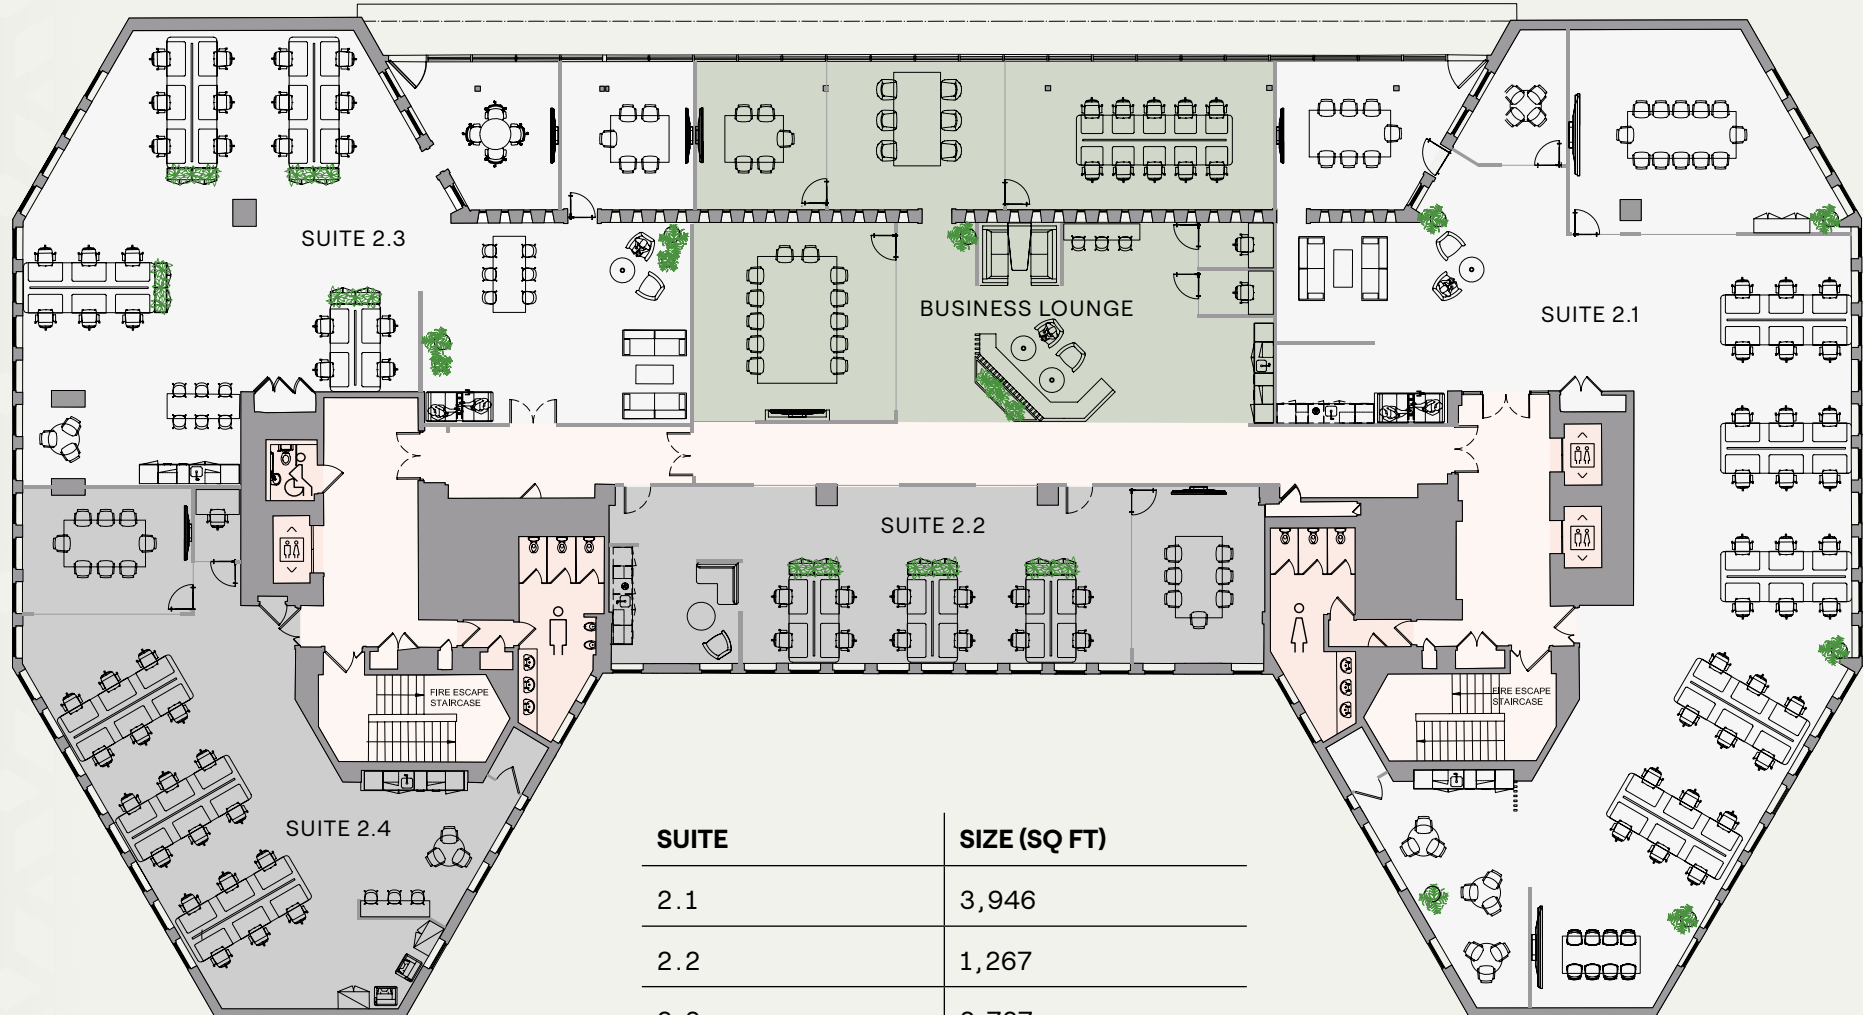 SUITE 2.3
BUSINESS LOUNGE
SUITE 2.1
SUITE 2.2
FIRE ESCAPE
STAIRCASE
FIRE ESCAPE
STAIRCASE
SUITE 2.4
SUITE SIZE (SQ FT)
2.1 3,946
2.2 1,267